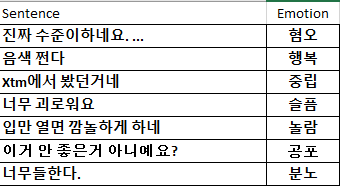 Sentence Emotion
진짜 수준이하네요. ... 혐오
음색 쩐다 행복
Xtm에서 봤던거네 중립
너무 괴로워요 슬픔
입만 열면 깜놀하게 하네 놀람
이거 안 좋은거 아니예요? 공포
너무들한다. 분노